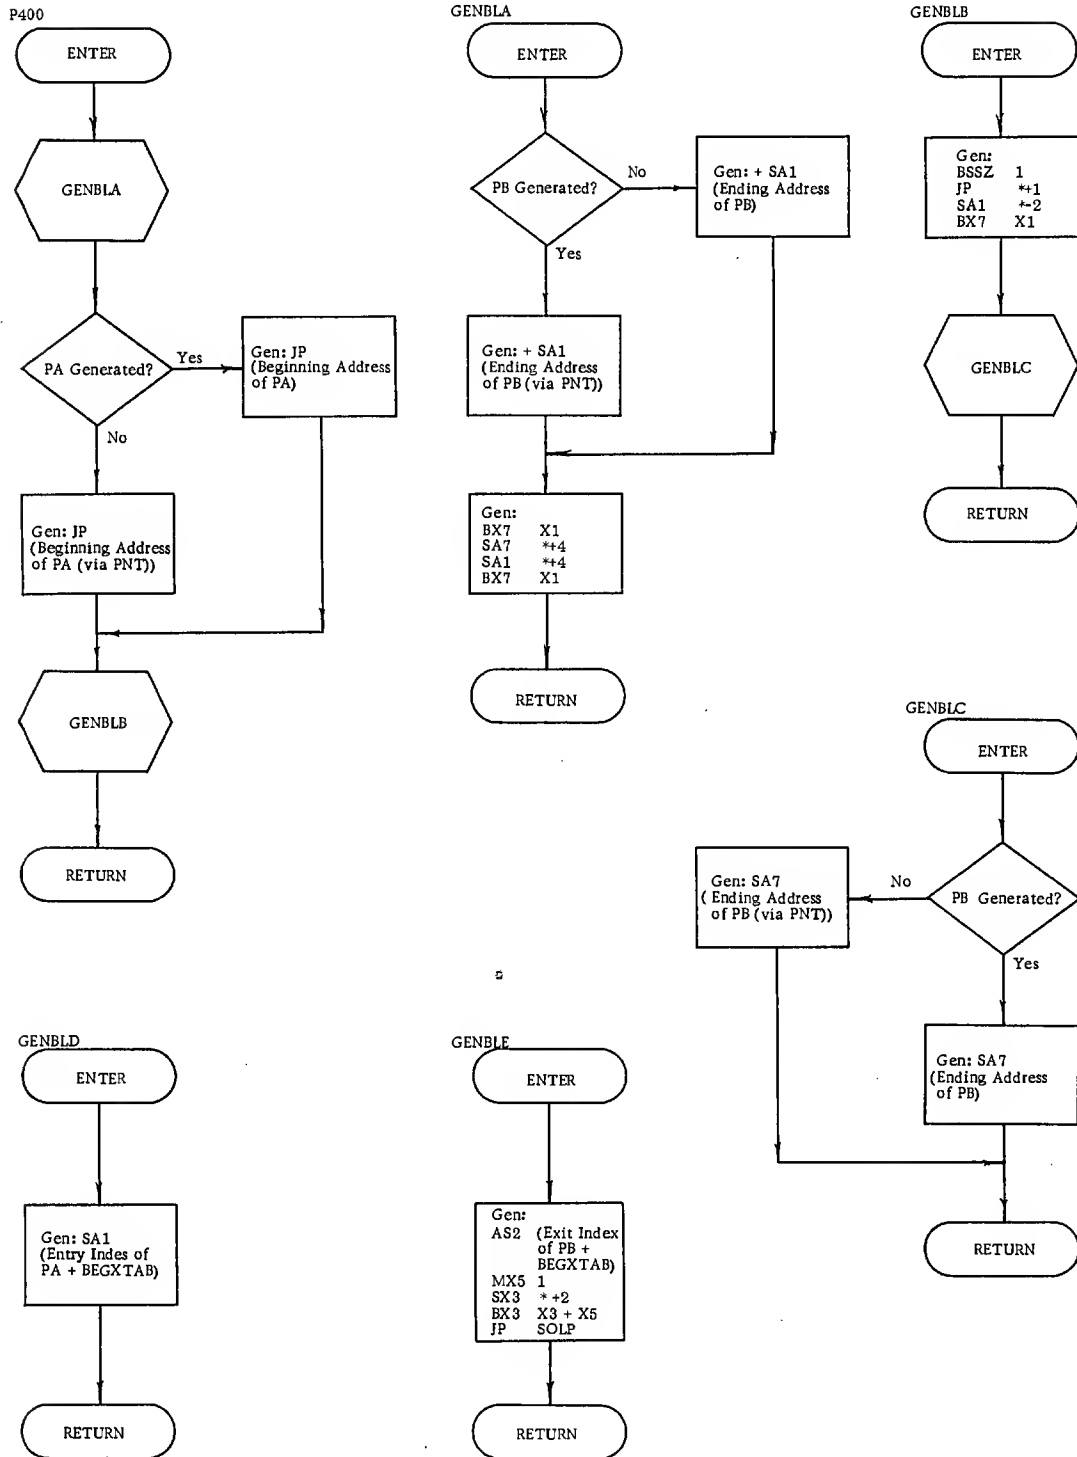 P400
ENTER
GENBLA
PA Generated?
Yes
Gen: JP
(Beginning Address
of PA)
No
Gen: JP
(Beginning Address
of PA (via PNT))
GENBLB
RETURN
GENBLA
ENTER
PB Generated?
No
Gen: + SA1
(Ending Address
of PB)
Yes
Gen: + SA1
(Ending Address
of PB (via PNT)
Gen:
BX7 X1
SA7 *+4
SA1 *+4
BX7 X1
RETURN
GENBLB
ENTER
Gen:
BSSZ 1
JP *+1
SA1 *-2
BX7 X1
GENBLC
RETURN
GENBLC
ENTER
PB Generated?
No
Gen: SA7
( Ending Address
of PB (via PNT))
Yes
Gen: SA7
(Ending Address
of PB)
RETURN
GENBLD
ENTER
Gen: SA1
(Entry Indes of
PA + BEGXTAB)
RETURN
GENBLE
ENTER
Gen:
AS2 (Exit Index
of PB +
BEGXTAB)
MX5 1
SX3 * +2
BX3 X3 + X5
JP SOLP
RETURN